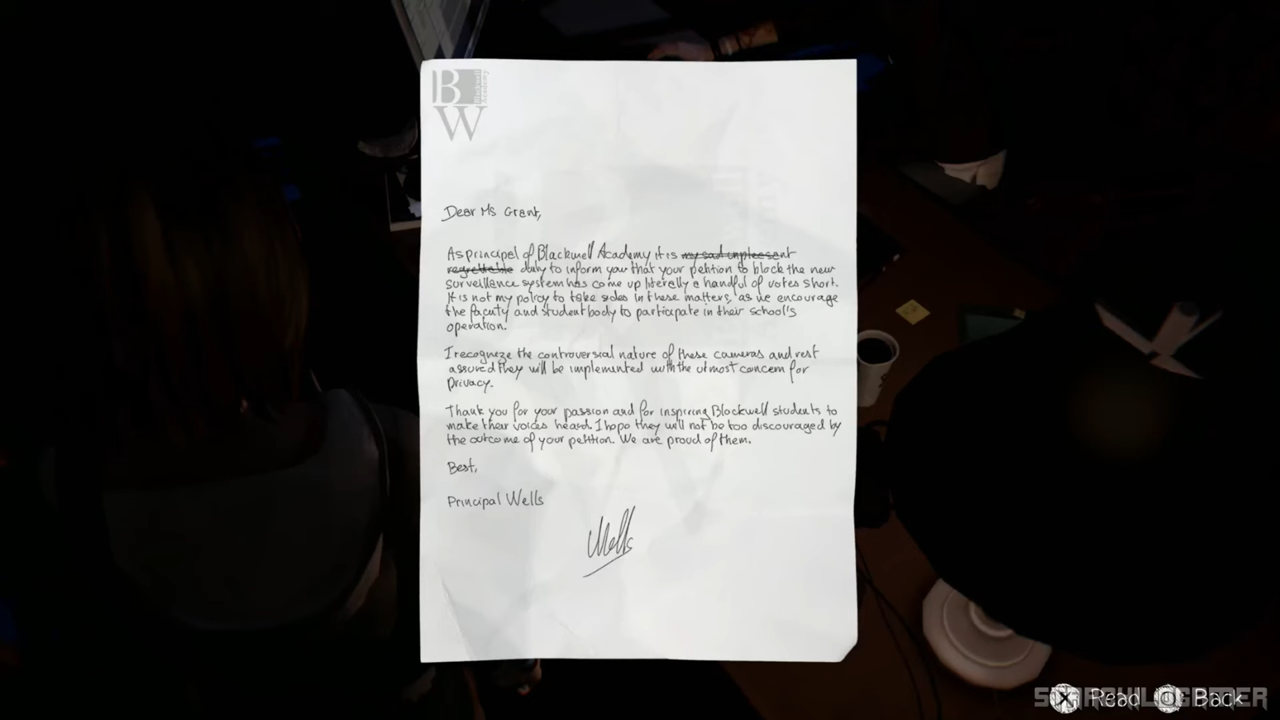 B
W
Blackwell
Academy
Dear Ms Grant,
As principel of Blackwell Academy it is my sad unpleesent
regrettable duty to inform you that your petition to block the new
surveillance system has come up literally a handful of votes short.
It is not my policy to take sides in these matters, as we encourage
the faculty and student body to participate in their school's
operation.
I recogneze the controversial nature of these cameras and rest
assured they will be implemented with the utmost concern for
privacy.
Thank you for your passion and for inspiring Blackwell students to
make their voices heard. I hope they will not be too discouraged by
the outcome of your petition. We are proud of them.
Best,
Principal Wells
Wells
Read
Back